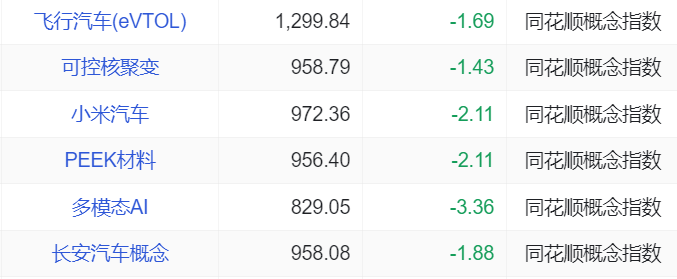 飞行汽车(eVTOL) 1,299.84 -1.69 同花顺概念指数
可控核聚变 958.79 -1.43 同花顺概念指数
小米汽车 972.36 -2.11 同花顺概念指数
PEEK材料 956.40 -2.11 同花顺概念指数
多模态AI 829.05 -3.36 同花顺概念指数
长安汽车概念 958.08 -1.88 同花顺概念指数